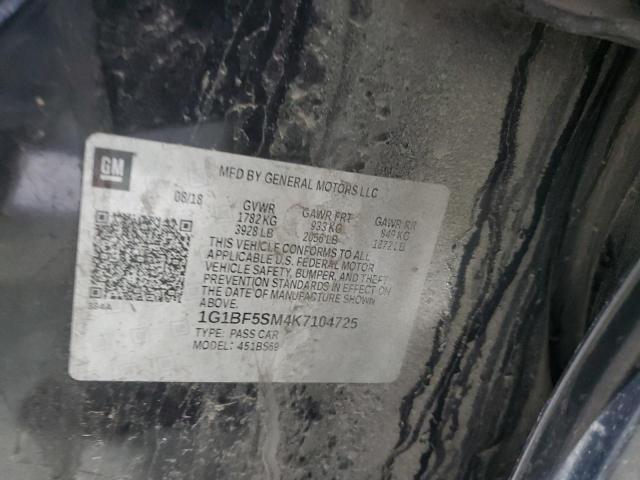 GM
MFD BY GENERAL MOTORS LLC
08/18 GVWR GAWR FRT GAWR RR
1782 KG 933 KG 849 KG
3928 LB 2056 LB 1872 LB
THIS VEHICLE CONFORMS TO ALL
APPLICABLE U.S. FEDERAL MOTOR
VEHICLE SAFETY, BUMPER, AND THEFT
PREVENTION STANDARDS IN EFFECT ON
THE DATE OF MANUFACTURE SHOWN
ABOVE.
1G1BF5SM4K7104725
TYPE: PASS CAR
MODEL: 451BS69